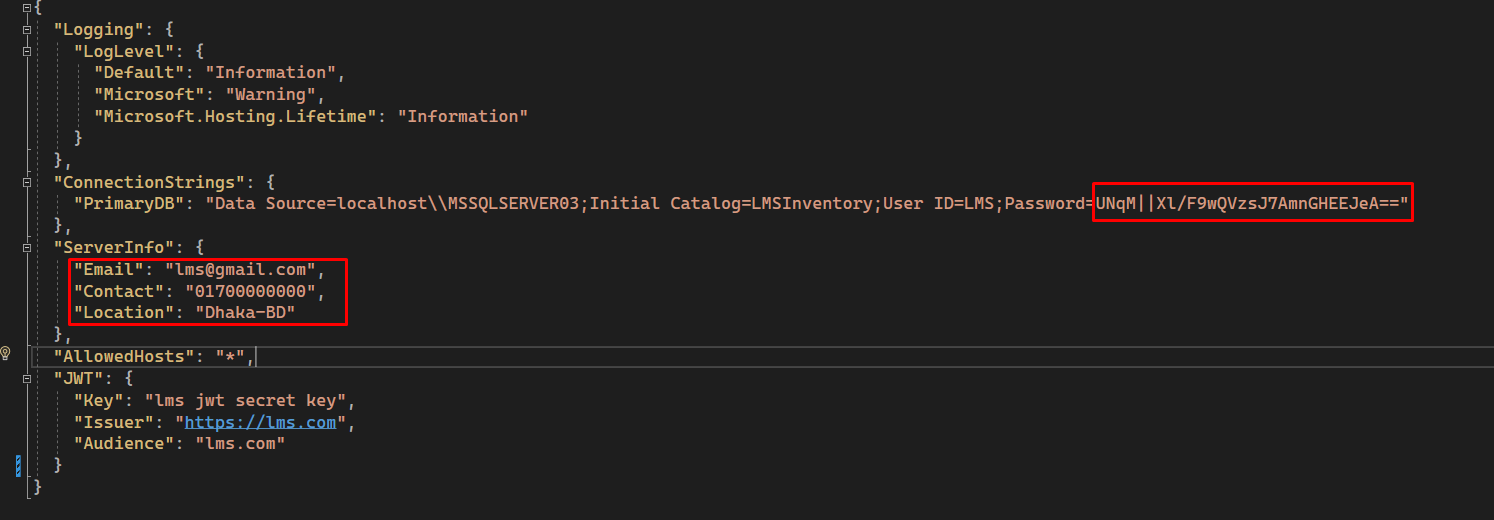 {
"Logging": {
"LogLevel": {
"Default": "Information",
"Microsoft": "Warning",
"Microsoft.Hosting.Lifetime": "Information"
}
},
"ConnectionStrings": {
"PrimaryDB": "Data Source=localhost\\MSSQLSERVER03;Initial Catalog=LMSInventory;User ID=LMS;Password=UNqM||Xl/F9wQVzsJ7AmnGHEEJeA=="
},
"ServerInfo": {
"Email": "lms@gmail.com",
"Contact": "01700000000",
"Location": "Dhaka-BD"
},
"AllowedHosts": "*",
"JWT": {
"Key": "lms jwt secret key",
"Issuer": "https://lms.com",
"Audience": "lms.com"
}
}